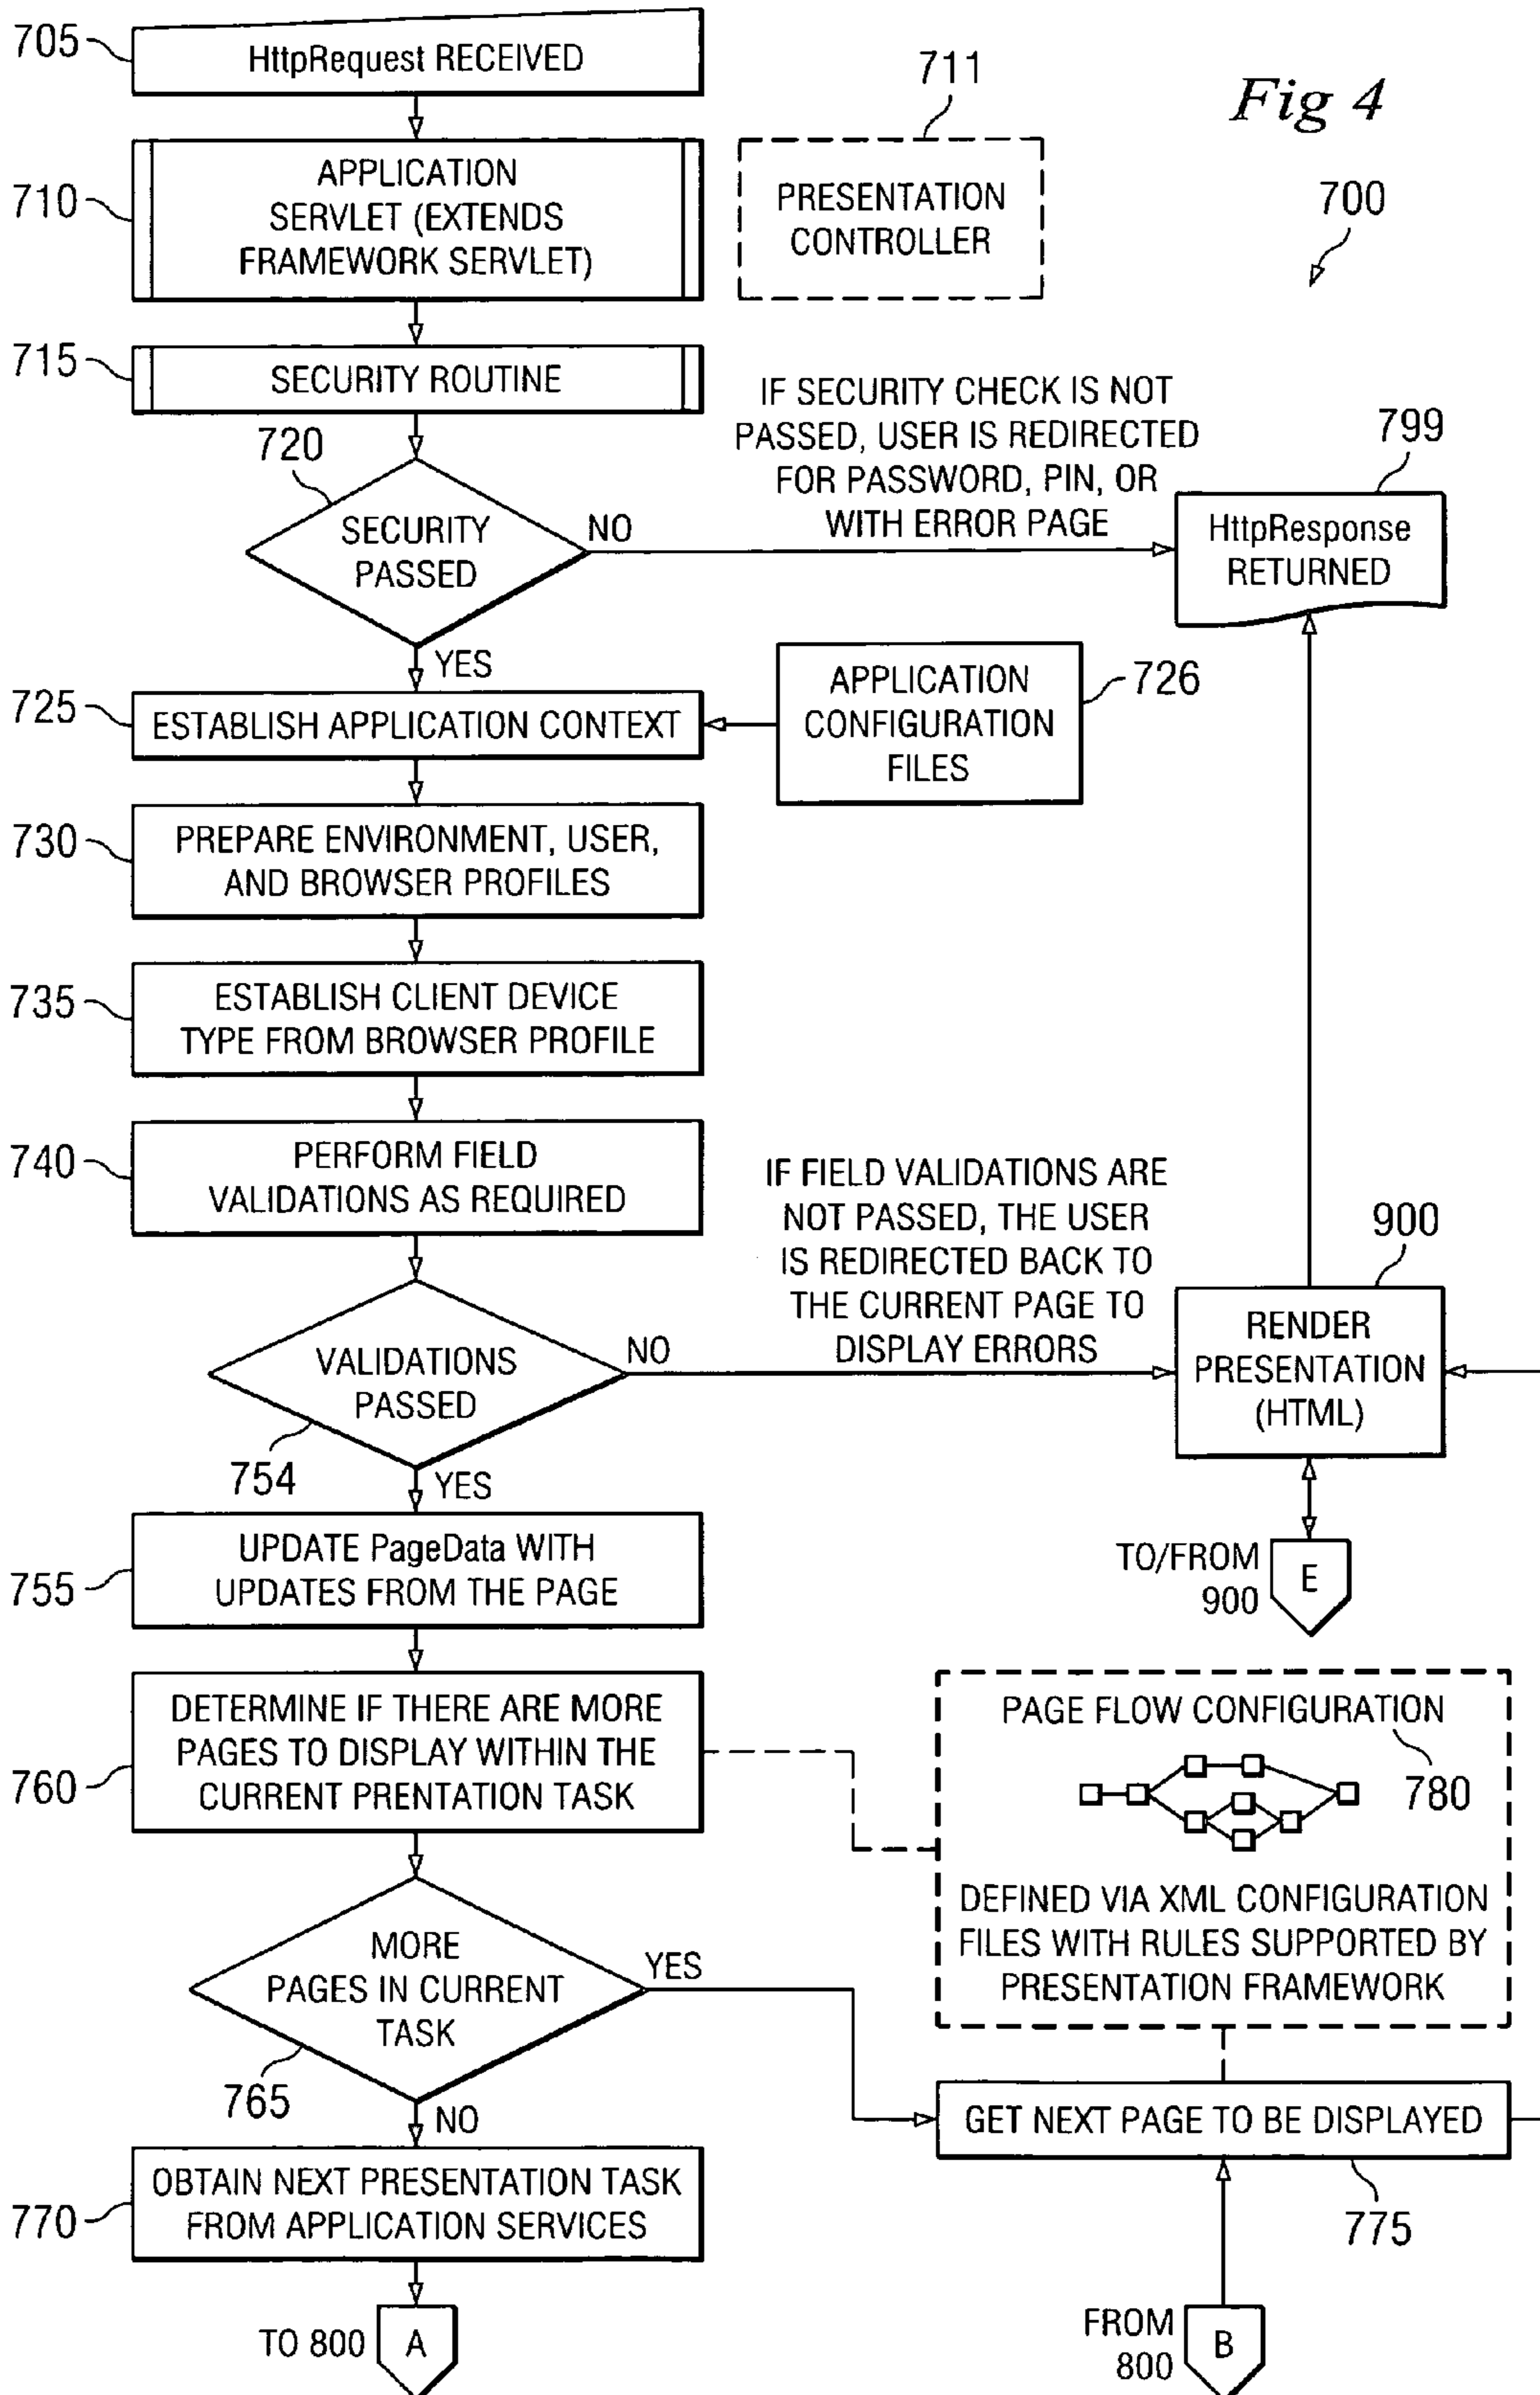 705
HttpRequest RECEIVED
711
Fig 4
710
APPLICATION
SERVLET (EXTENDS
FRAMEWORK SERVLET)
PRESENTATION
CONTROLLER
700
715
SECURITY ROUTINE
IF SECURITY CHECK IS NOT
PASSED, USER IS REDIRECTED
FOR PASSWORD, PIN, OR
WITH ERROR PAGE
720
SECURITY
PASSED
NO
799
HttpResponse
RETURNED
YES
725
ESTABLISH APPLICATION CONTEXT
APPLICATION
CONFIGURATION
FILES
726
730
PREPARE ENVIRONMENT, USER,
AND BROWSER PROFILES
735
ESTABLISH CLIENT DEVICE
TYPE FROM BROWSER PROFILE
740
PERFORM FIELD
VALIDATIONS AS REQUIRED
IF FIELD VALIDATIONS ARE
NOT PASSED, THE USER
IS REDIRECTED BACK TO
THE CURRENT PAGE TO
DISPLAY ERRORS
VALIDATIONS
PASSED
NO
754
900
RENDER
PRESENTATION
(HTML)
YES
755
UPDATE PageData WITH
UPDATES FROM THE PAGE
TO/FROM
900
E
760
DETERMINE IF THERE ARE MORE
PAGES TO DISPLAY WITHIN THE
CURRENT PRENTATION TASK
PAGE FLOW CONFIGURATION
780
DEFINED VIA XML CONFIGURATION
FILES WITH RULES SUPPORTED BY
PRESENTATION FRAMEWORK
MORE
PAGES IN CURRENT
TASK
YES
765
NO
GET NEXT PAGE TO BE DISPLAYED
775
770
OBTAIN NEXT PRESENTATION TASK
FROM APPLICATION SERVICES
TO 800
A
FROM
800
B